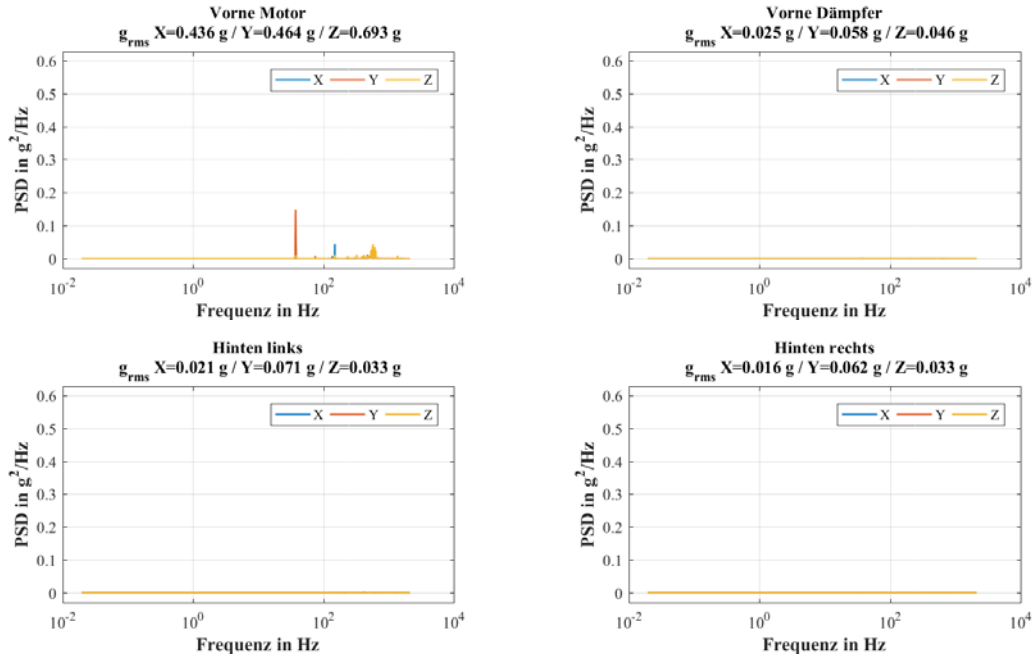 Vorne Motor
g_rms X=0.436 g / Y=0.464 g / Z=0.693 g
X Y Z
0.6
0.5
0.4
0.3
0.2
0.1
0
PSD in g²/Hz
10⁻² 10⁰ 10² 10⁴
Frequenz in Hz
Vorne Dämpfer
g_rms X=0.025 g / Y=0.058 g / Z=0.046 g
X Y Z
0.6
0.5
0.4
0.3
0.2
0.1
0
PSD in g²/Hz
10⁻² 10⁰ 10² 10⁴
Frequenz in Hz
Hinten links
g_rms X=0.021 g / Y=0.071 g / Z=0.033 g
X Y Z
0.6
0.5
0.4
0.3
0.2
0.1
0
PSD in g²/Hz
10⁻² 10⁰ 10² 10⁴
Frequenz in Hz
Hinten rechts
g_rms X=0.016 g / Y=0.062 g / Z=0.033 g
X Y Z
0.6
0.5
0.4
0.3
0.2
0.1
0
PSD in g²/Hz
10⁻² 10⁰ 10² 10⁴
Frequenz in Hz